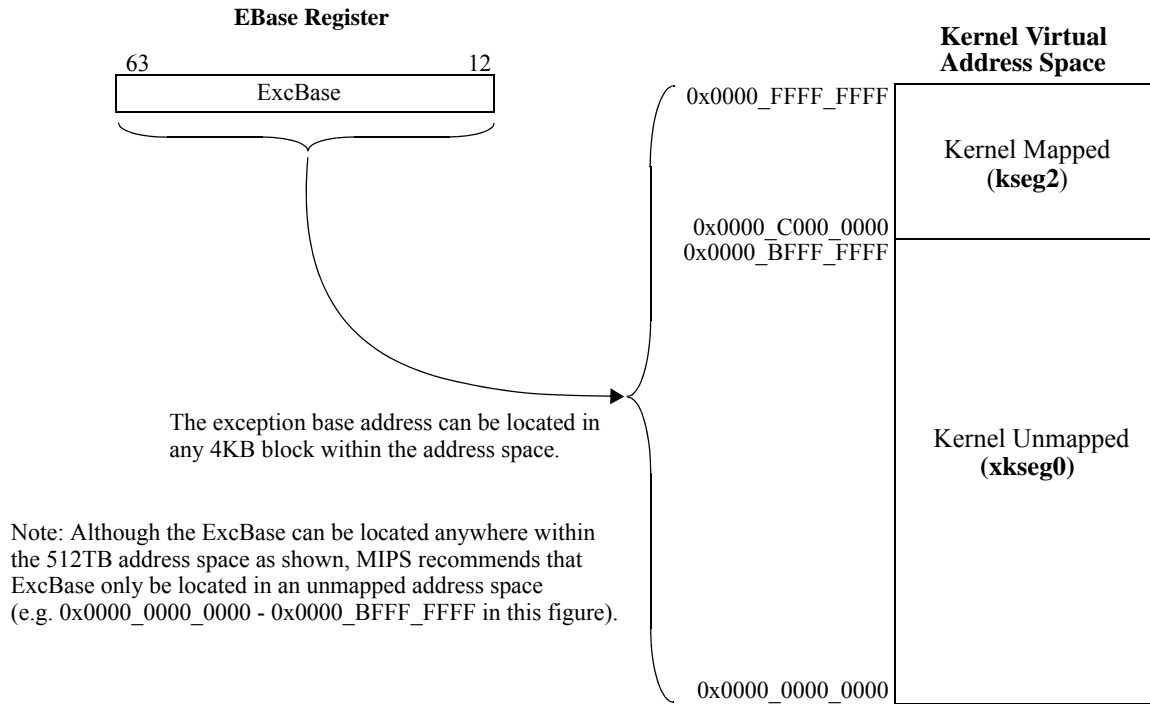 EBase Register
63 12
ExcBase
Kernel Virtual
Address Space
0x0000_FFFF_FFFF
Kernel Mapped
(kseg2)
0x0000_C000_0000
0x0000_BFFF_FFFF
The exception base address can be located in
any 4KB block within the address space.
Kernel Unmapped
(xkseg0)
Note: Although the ExcBase can be located anywhere within
the 512TB address space as shown, MIPS recommends that
ExcBase only be located in an unmapped address space
(e.g. 0x0000_0000_0000 - 0x0000_BFFF_FFFF in this figure).
0x0000_0000_0000